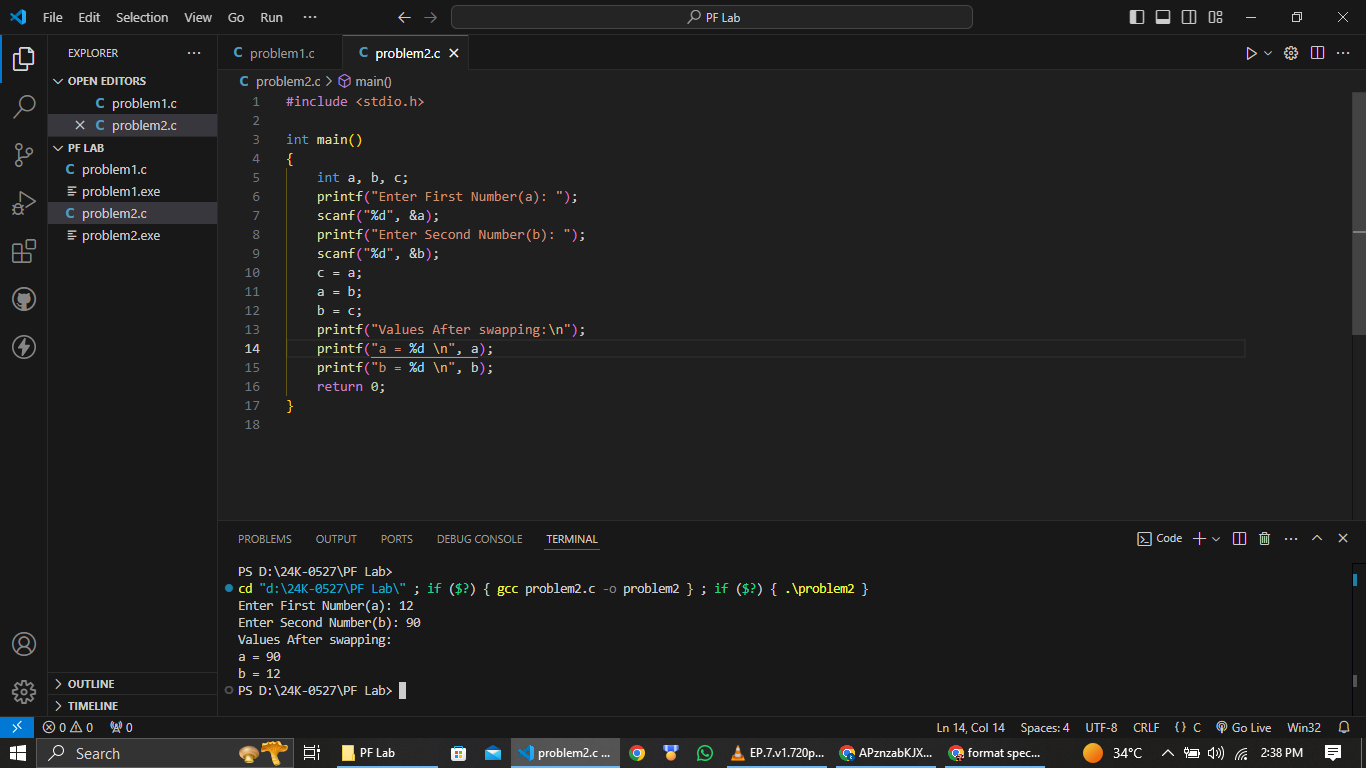 File Edit Selection View Go Run ··· PF Lab
EXPLORER ···
OPEN EDITORS
problem1.c
problem2.c
PF LAB
problem1.c
problem1.exe
problem2.c
problem2.exe
OUTLINE
TIMELINE
C problem1.c C problem2.c
C problem2.c > main()
1 #include <stdio.h>
2
3 int main()
4 {
5 int a, b, c;
6 printf("Enter First Number(a): ");
7 scanf("%d", &a);
8 printf("Enter Second Number(b): ");
9 scanf("%d", &b);
10 c = a;
11 a = b;
12 b = c;
13 printf("Values After swapping:\n");
14 printf("a = %d \n", a);
15 printf("b = %d \n", b);
16 return 0;
17 }
18
PROBLEMS OUTPUT PORTS DEBUG CONSOLE TERMINAL Code
PS D:\24K-0527\PF Lab>
cd "d:\24K-0527\PF Lab\" ; if ($?) { gcc problem2.c -o problem2 } ; if ($?) { .\problem2 }
Enter First Number(a): 12
Enter Second Number(b): 90
Values After swapping:
a = 90
b = 12
PS D:\24K-0527\PF Lab>
0 0 0 Ln 14, Col 14 Spaces: 4 UTF-8 CRLF {} C Go Live Win32
Search PF Lab problem2.c ... EP.7.v1.720p... APznzabKJX... format spec... 34°C 2:38 PM